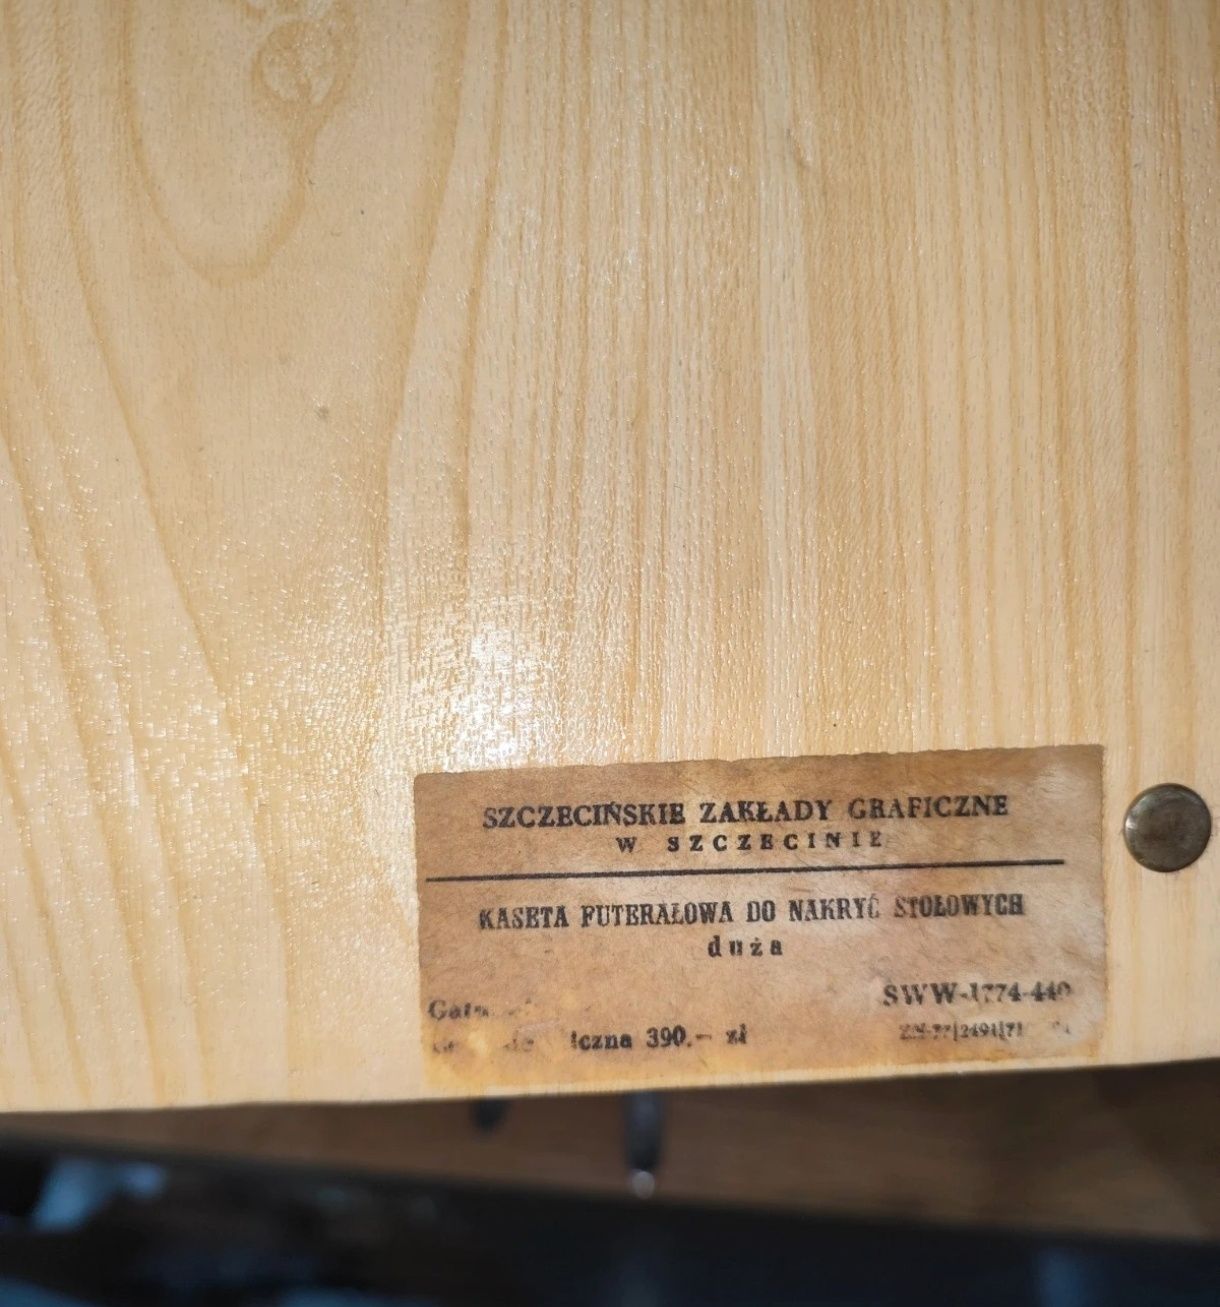 SZCZECIŃSKIE ZAKŁADY GRAFICZNE
W SZCZECINIE
KASETA FUTERAŁOWA DO NAKRYĆ STOŁOWYCH
duża
SWW-1774-440
390.– zł